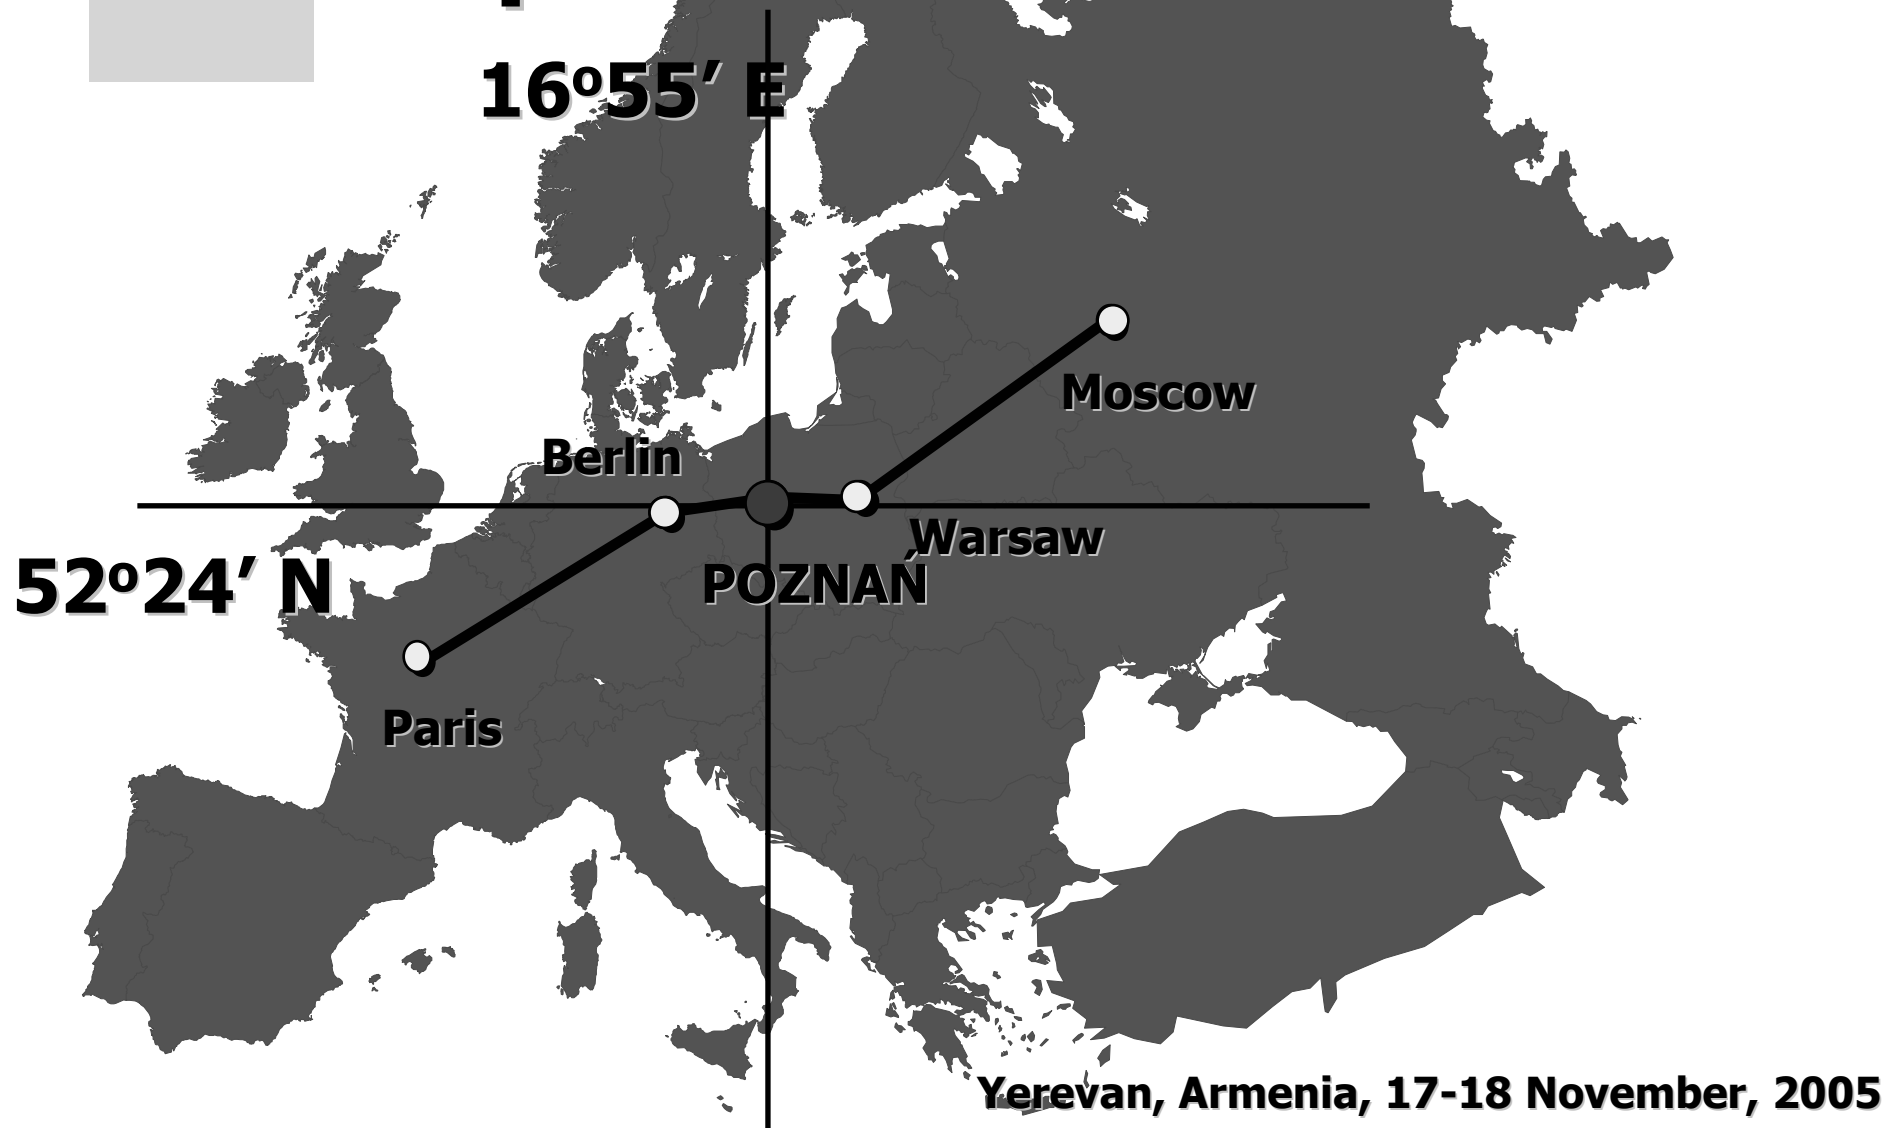 16º55’ E
Moscow
Berlin
Warsaw
52º24’ N
POZNAŃ
Paris
Yerevan, Armenia, 17-18 November, 2005